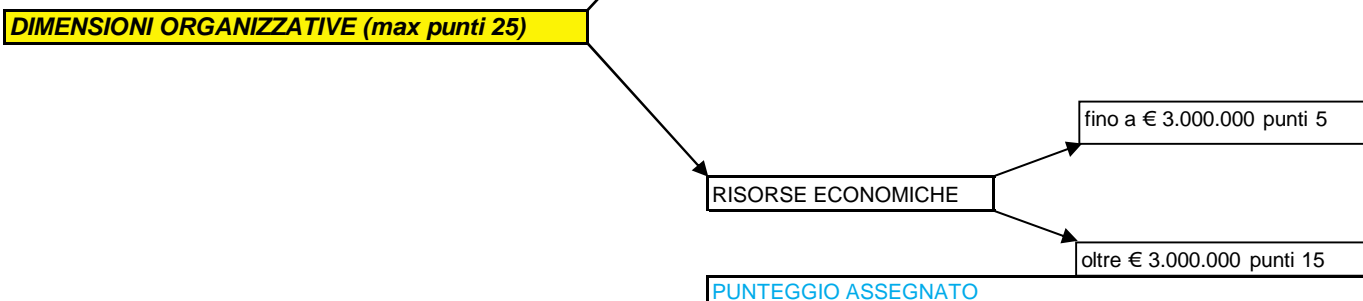 DIMENSIONI ORGANIZZATIVE (max punti 25)
fino a € 3.000.000 punti 5
RISORSE ECONOMICHE
oltre € 3.000.000 punti 15
PUNTEGGIO ASSEGNATO